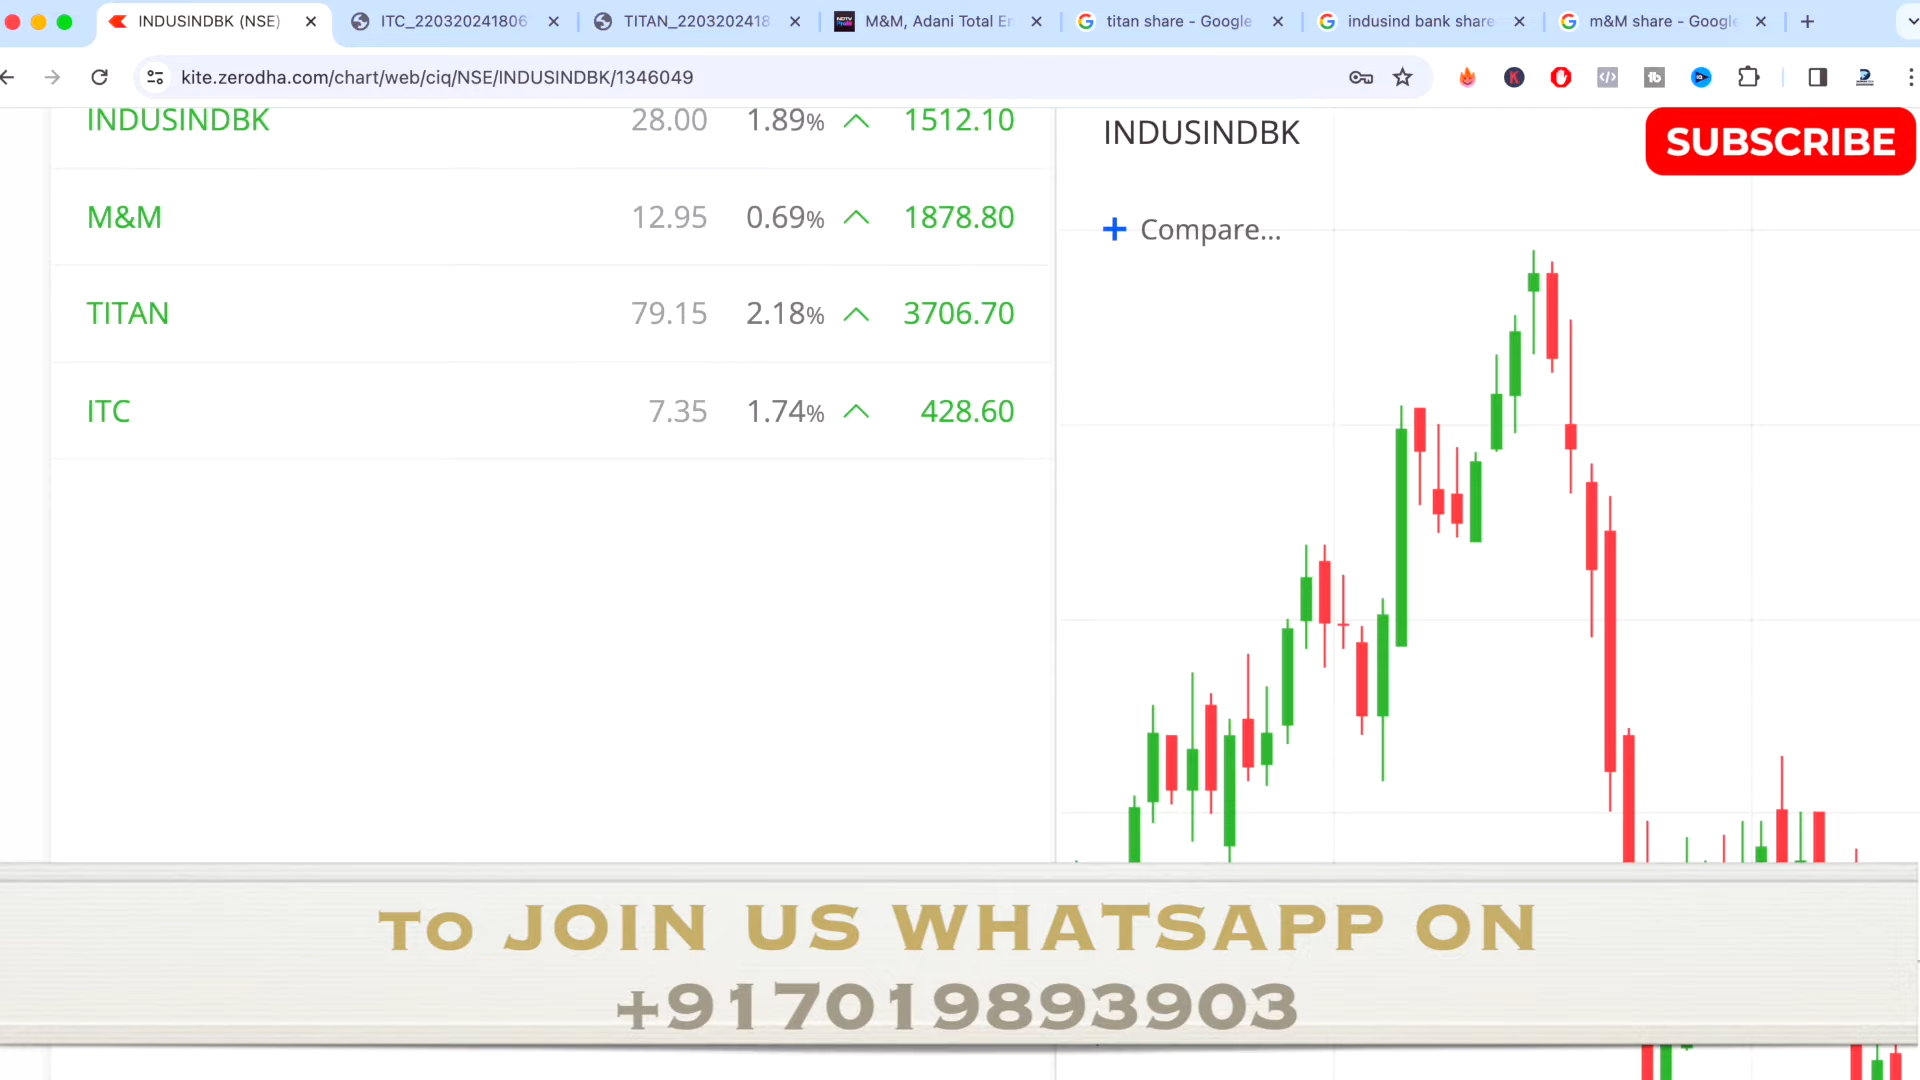 INDUSINDBK (NSE)
ITC_220320241806
TITAN_2203202418
M&M, Adani Total En
titan share - Google
indusind bank share
m&M share - Google
kite.zerodha.com/chart/web/ciq/NSE/INDUSINDBK/1346049
INDUSINDBK 28.00 1.89% 1512.10
M&M 12.95 0.69% 1878.80
TITAN 79.15 2.18% 3706.70
ITC 7.35 1.74% 428.60
INDUSINDBK
+ Compare...
SUBSCRIBE
To JOIN US WHATSAPP ON
+917019893903